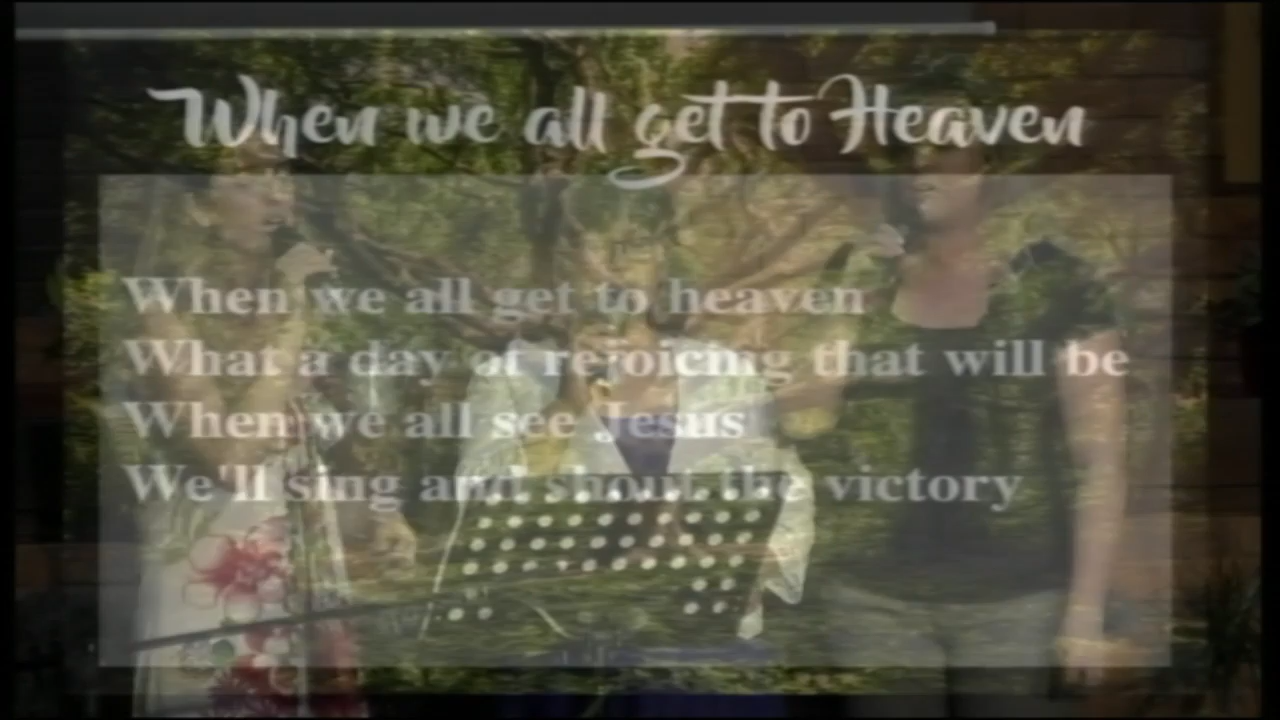 When we all get to Heaven
When we all get to heaven
What a day of rejoicing that will be
When we all see Jesus
We'll sing and shout the victory